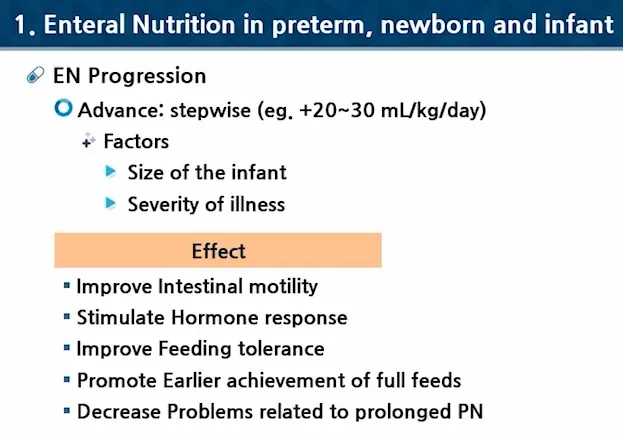 1. Enteral Nutrition in preterm, newborn and infant
EN Progression
Advance: stepwise (eg. +20~30 mL/kg/day)
Factors
Size of the infant
Severity of illness
Effect
Improve Intestinal motility
Stimulate Hormone response
Improve Feeding tolerance
Promote Earlier achievement of full feeds
Decrease Problems related to prolonged PN